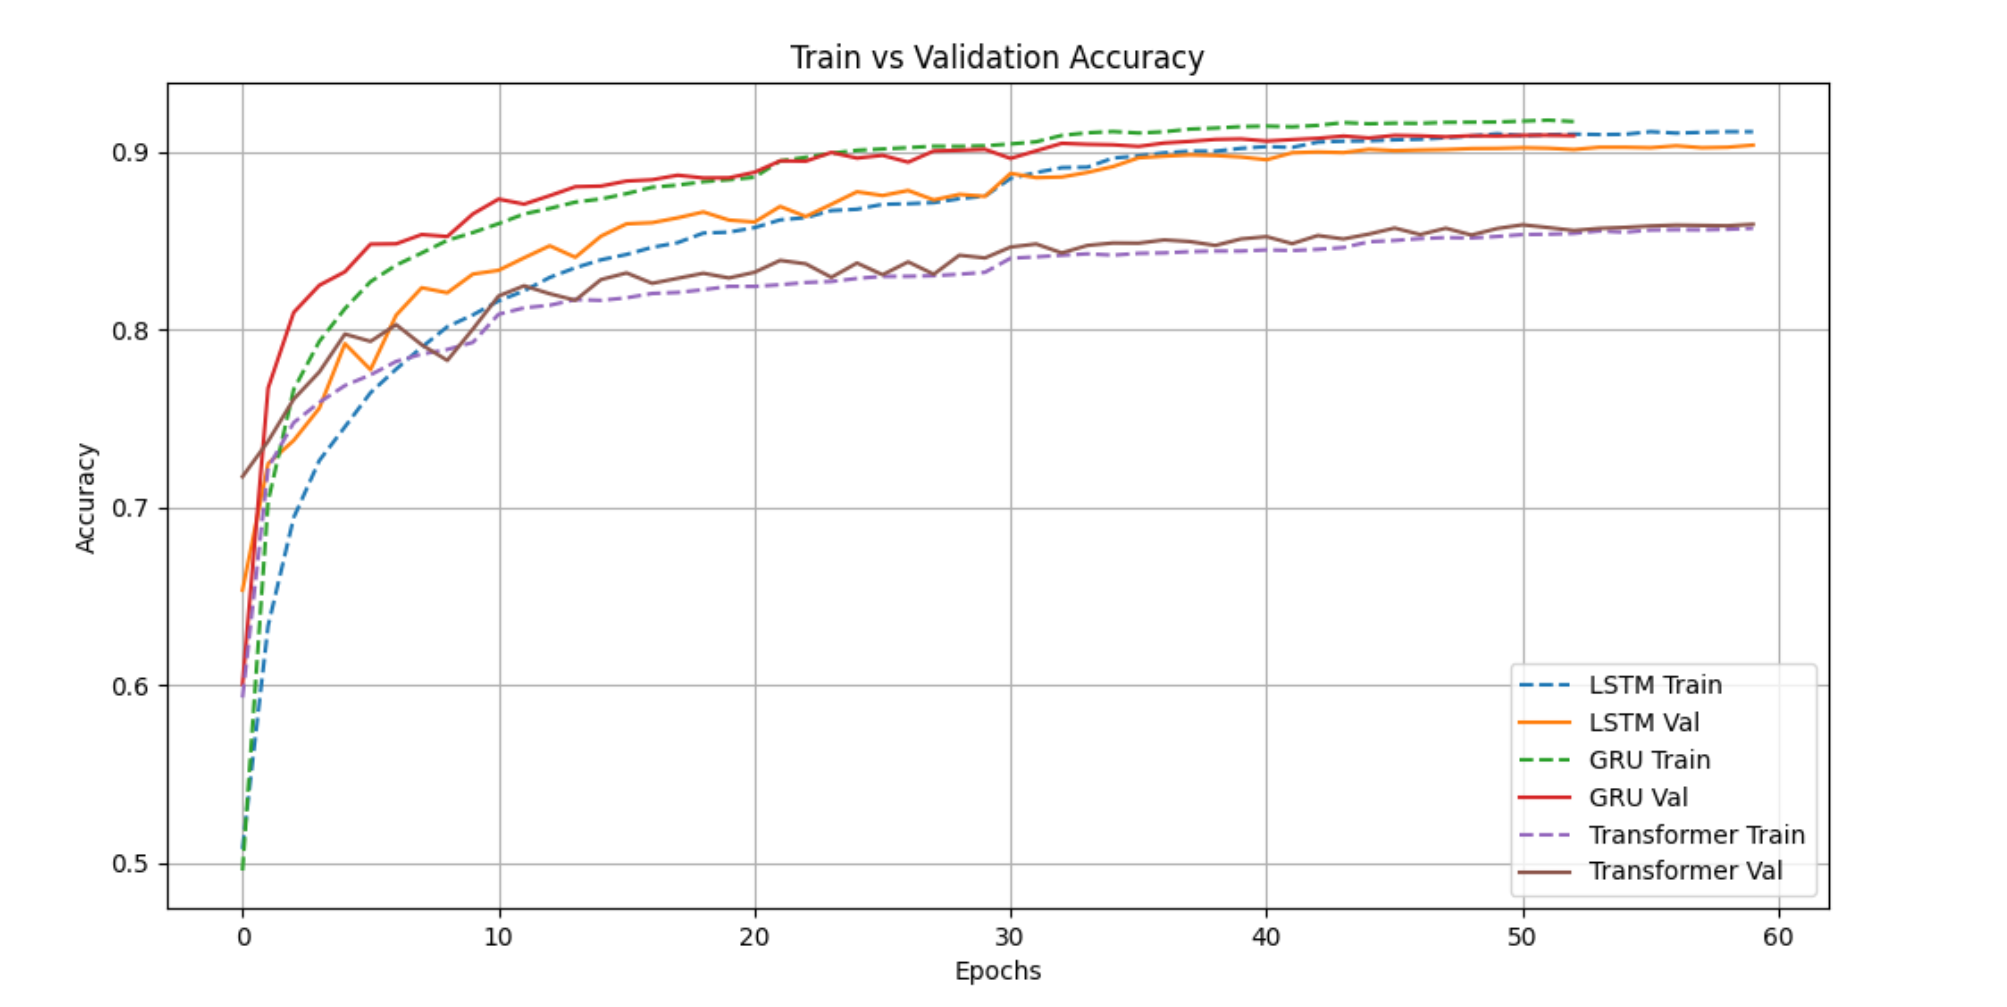 Train vs Validation Accuracy
Accuracy
0.9
0.8
0.7
0.6
0.5
0 10 20 30 40 50 60
Epochs
LSTM Train
LSTM Val
GRU Train
GRU Val
Transformer Train
Transformer Val